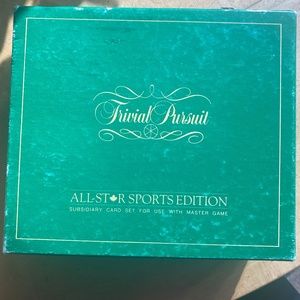 Trivial Pursuit
ALL-STAR SPORTS EDITION
SUBSIDIARY CARD SET FOR USE WITH MASTER GAME